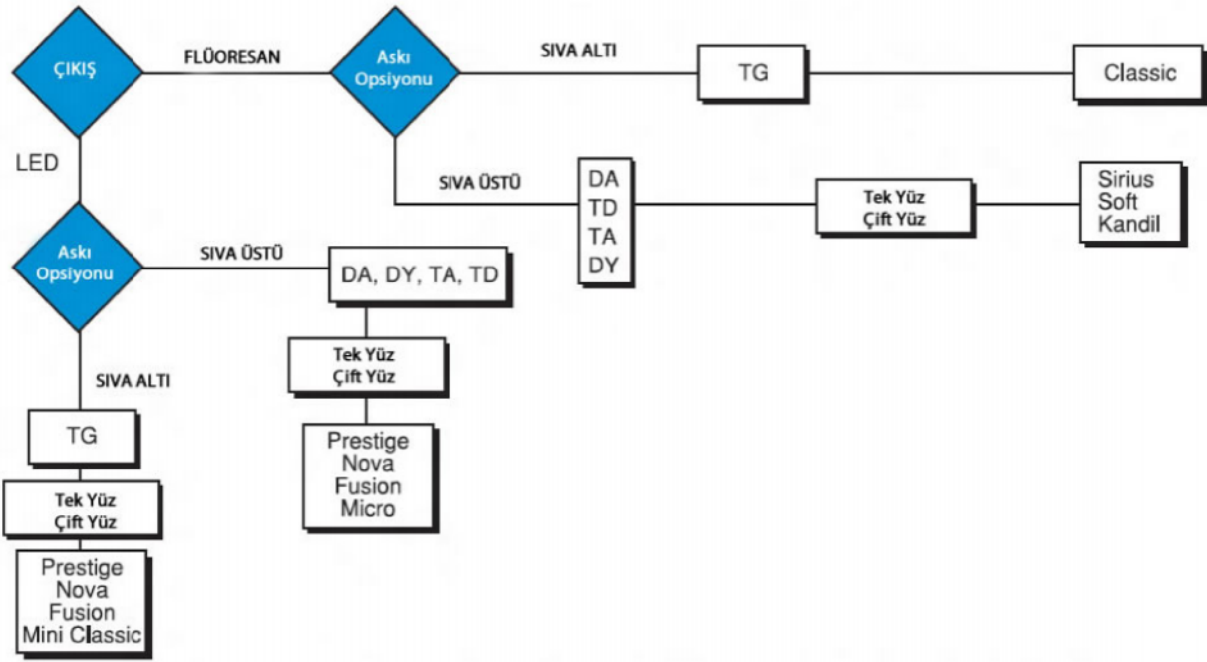 ÇIKIŞ
FLÜORESAN
Askı
Opsiyonu
SIVA ALTI
TG
Classic
LED
SIVA ÜSTÜ
DA
TD
TA
DY
Tek Yüz
Çift Yüz
Sirius
Soft
Kandil
Askı
Opsiyonu
SIVA ÜSTÜ
DA, DY, TA, TD
Tek Yüz
Çift Yüz
Prestige
Nova
Fusion
Micro
SIVA ALTI
TG
Tek Yüz
Çift Yüz
Prestige
Nova
Fusion
Mini Classic